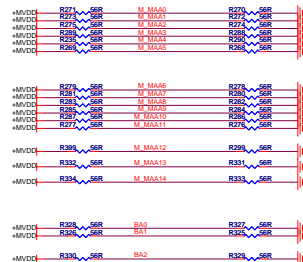 +MVDD R271 56R M_MAA0 R270 56R
+MVDD R273 56R M_MAA1 R272 56R
+MVDD R275 56R M_MAA2 R274 56R
+MVDD R289 56R M_MAA3 R288 56R
+MVDD R291 56R M_MAA4 R290 56R
+MVDD R269 56R M_MAA5 R268 56R
+MVDD R279 56R M_MAA6 R278 56R
+MVDD R281 56R M_MAA7 R280 56R
+MVDD R283 56R M_MAA8 R282 56R
+MVDD R285 56R M_MAA9 R284 56R
+MVDD R287 56R M_MAA10 R286 56R
+MVDD R277 56R M_MAA11 R276 56R
+MVDD R399 56R M_MAA12 R299 56R
+MVDD R332 56R M_MAA13 R331 56R
+MVDD R334 56R M_MAA14 R333 56R
+MVDD R328 56R BA0 R327 56R
+MVDD R326 56R BA1 R325 56R
+MVDD R330 56R BA2 R329 56R